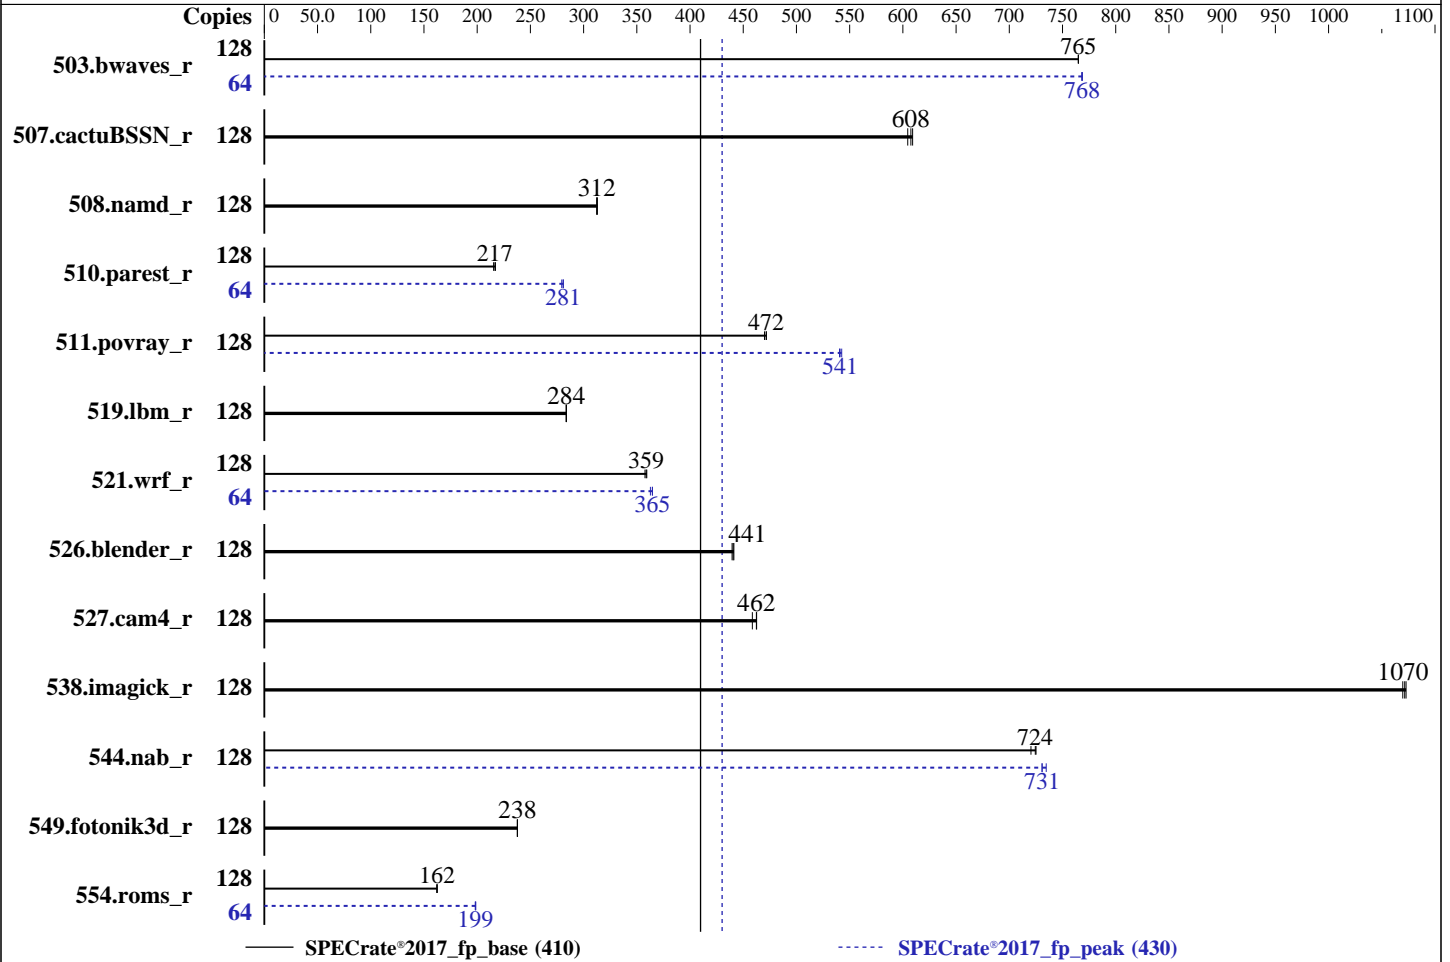 Copies 0 50.0 100 150 200 250 300 350 400 450 500 550 600 650 700 750 800 850 900 950 1000 1100
503.bwaves_r 128 765
64 768
507.cactuBSSN_r 128 608
508.namd_r 128 312
510.parest_r 128 217
64 281
511.povray_r 128 472
541
519.lbm_r 128 284
521.wrf_r 128 359
64 365
526.blender_r 128 441
527.cam4_r 128 462
538.imagick_r 128 1070
544.nab_r 128 724
731
549.fotonik3d_r 128 238
554.roms_r 128 162
64 199
SPECrate®2017_fp_base (410) SPECrate®2017_fp_peak (430)